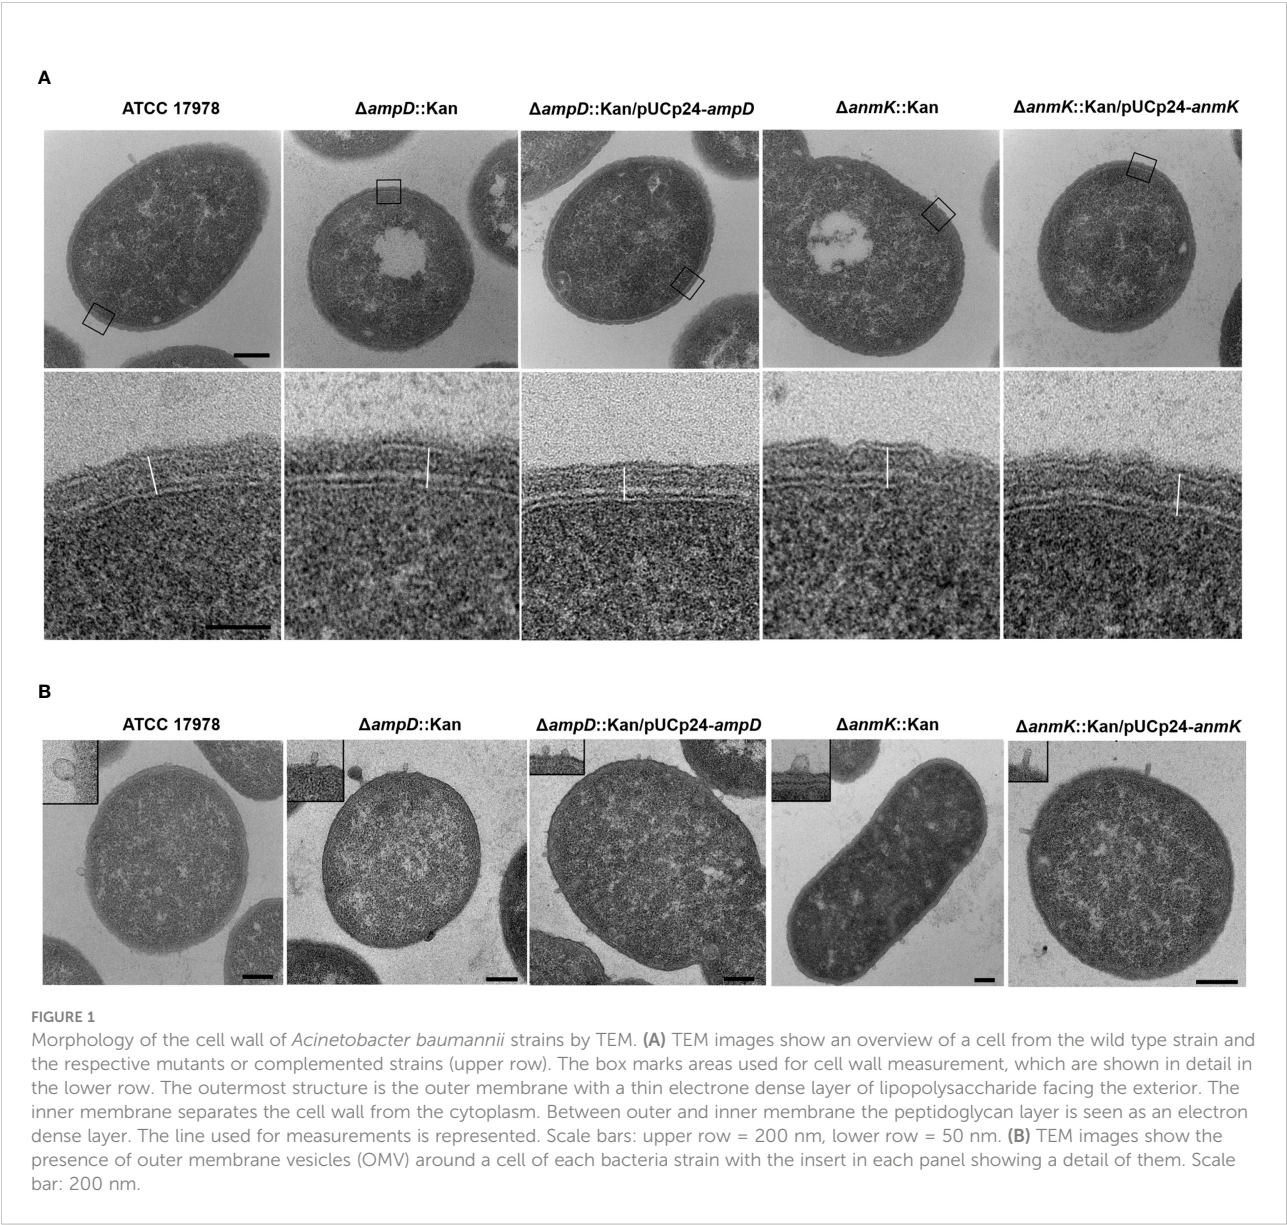 A
ATCC 17978
ΔampD::Kan
ΔampD::Kan/pUCp24-ampD
ΔanmK::Kan
ΔanmK::Kan/pUCp24-anmK
B
ATCC 17978
ΔampD::Kan
ΔampD::Kan/pUCp24-ampD
ΔanmK::Kan
ΔanmK::Kan/pUCp24-anmK
FIGURE 1
Morphology of the cell wall of Acinetobacter baumannii strains by TEM. (A) TEM images show an overview of a cell from the wild type strain and
the respective mutants or complemented strains (upper row). The box marks areas used for cell wall measurement, which are shown in detail in
the lower row. The outermost structure is the outer membrane with a thin electrone dense layer of lipopolysaccharide facing the exterior. The
inner membrane separates the cell wall from the cytoplasm. Between outer and inner membrane the peptidoglycan layer is seen as an electron
dense layer. The line used for measurements is represented. Scale bars: upper row = 200 nm, lower row = 50 nm. (B) TEM images show the
presence of outer membrane vesicles (OMV) around a cell of each bacteria strain with the insert in each panel showing a detail of them. Scale
bar: 200 nm.